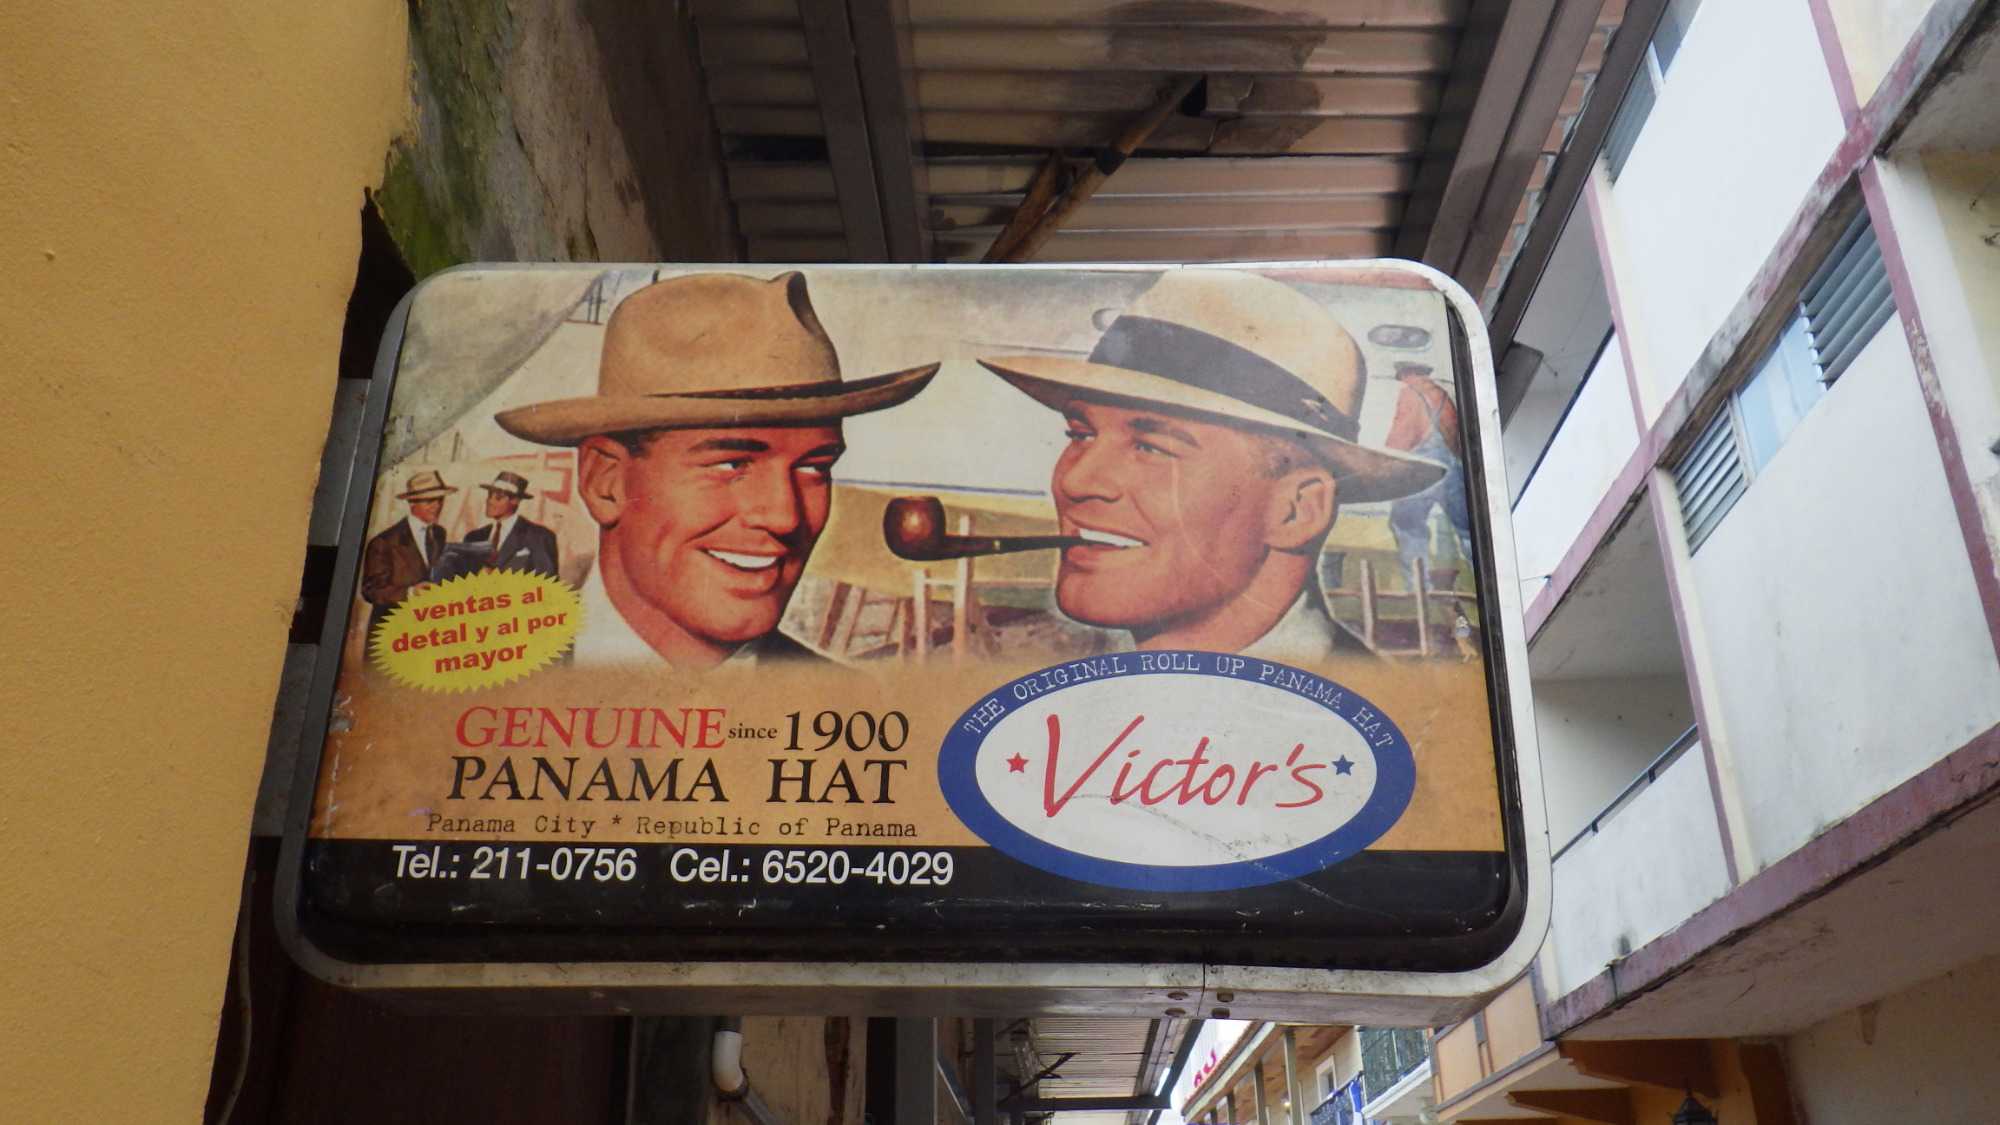 ventas al
detal y al por
mayor
GENUINE since 1900
PANAMA HAT
Panama City * Republic of Panama
Tel.: 211-0756 Cel.: 6520-4029
THE ORIGINAL ROLL UP PANAMA HAT
Victor's